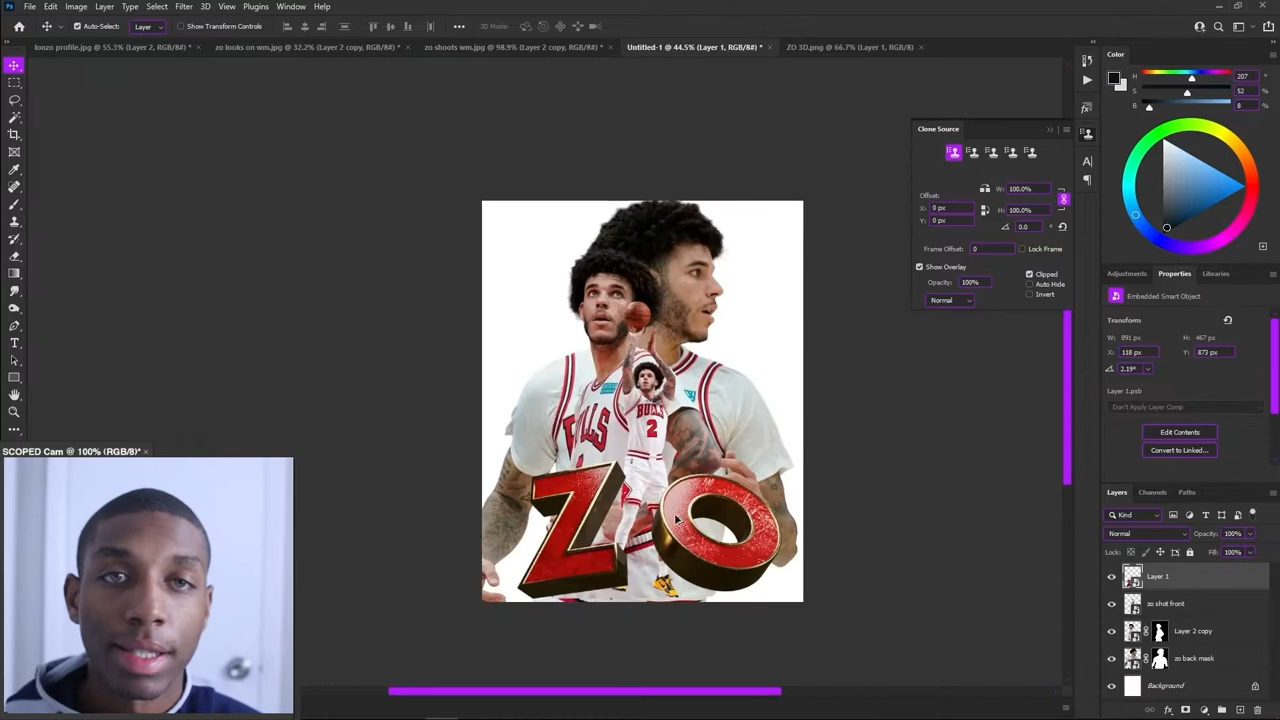 Ps File Edit Image Layer Type Select Filter 3D View Plugins Window Help
Auto-Select: Layer Show Transform Controls 3D Mode:
lonzo profile.jpg @ 55.3% (Layer 2, RGB/8#) * × zo looks on wm.jpg @ 32.2% (Layer 2 copy, RGB/8#) * × zo shoots wm.jpg @ 98.9% (Layer 2 copy, RGB/8#) * × Untitled-1 @ 44.5% (Layer 1, RGB/8#) * × ZO 3D.png @ 66.7% (Layer 1, RGB/8) ×
Color
H 207 °
S 52 %
B 8 %
Clone Source
Offset: W: 100.0%
X: 0 px H: 100.0%
Y: 0 px 0.0 °
Frame Offset: 0 Lock Frame
Show Overlay Clipped
Opacity: 100% Auto Hide
Normal Invert
Adjustments Properties Libraries
Embedded Smart Object
Transform
W: 891 px H: 467 px
X: 118 px Y: 873 px
2.19°
Layer 1.psb
Don't Apply Layer Comp
Edit Contents
Convert to Linked...
BULLS
BULLS
2
ZO
SCOPED Cam @ 100% (RGB/8)* ×
Layers Channels Paths
Kind
Normal Opacity: 100%
Lock: Fill: 100%
Layer 1
zo shot front
Layer 2 copy
zo back mask
Background
fx